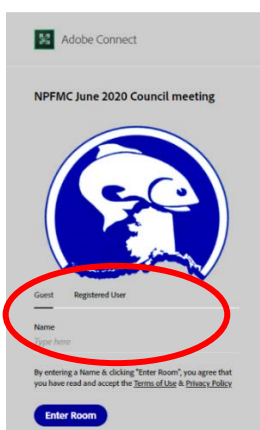 Adobe Connect
NPFMC June 2020 Council meeting
Guest Registered User
Name
Type here
By entering a Name & clicking "Enter Room", you agree that
you have read and accept the Terms of Use & Privacy Policy
Enter Room